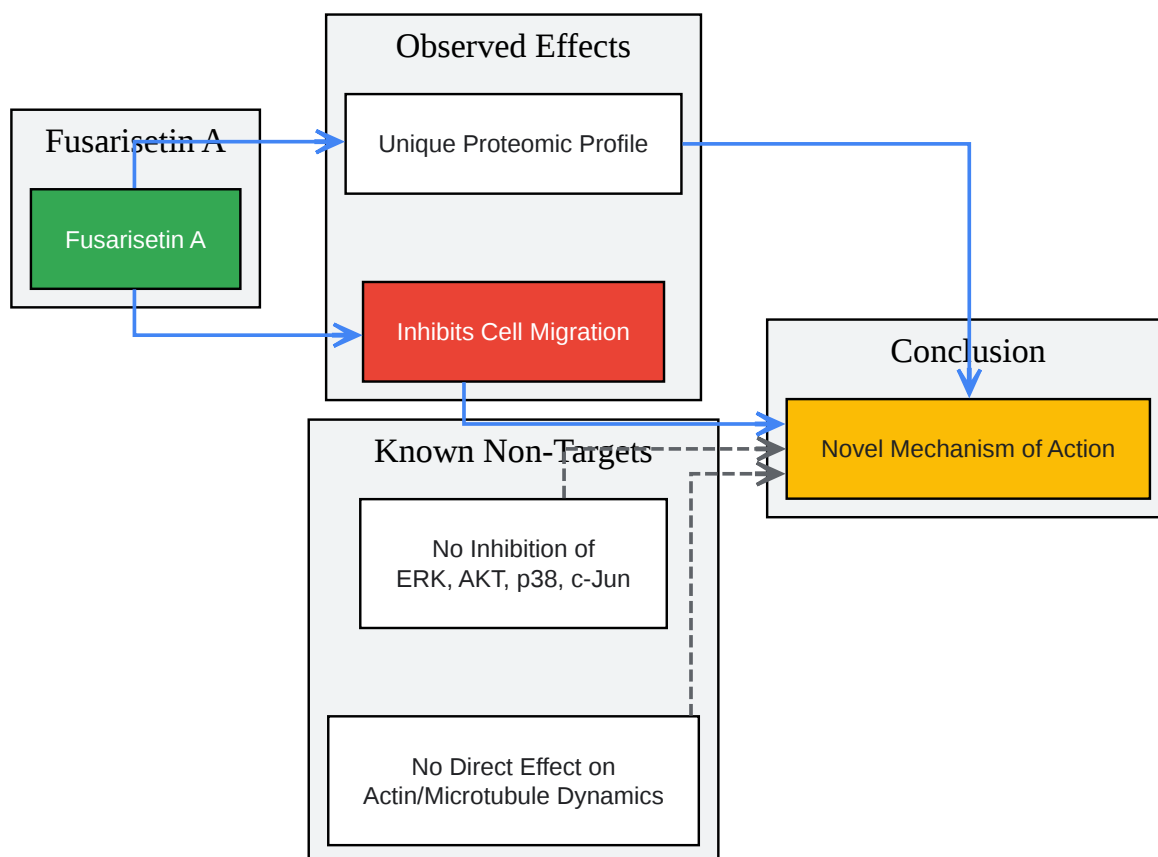 Observed Effects
Unique Proteomic Profile
Inhibits Cell Migration
Fusarisetin A
Fusarisetin A
Conclusion
Novel Mechanism of Action
Known Non-Targets
No Inhibition of
ERK, AKT, p38, c-Jun
No Direct Effect on
Actin/Microtubule Dynamics